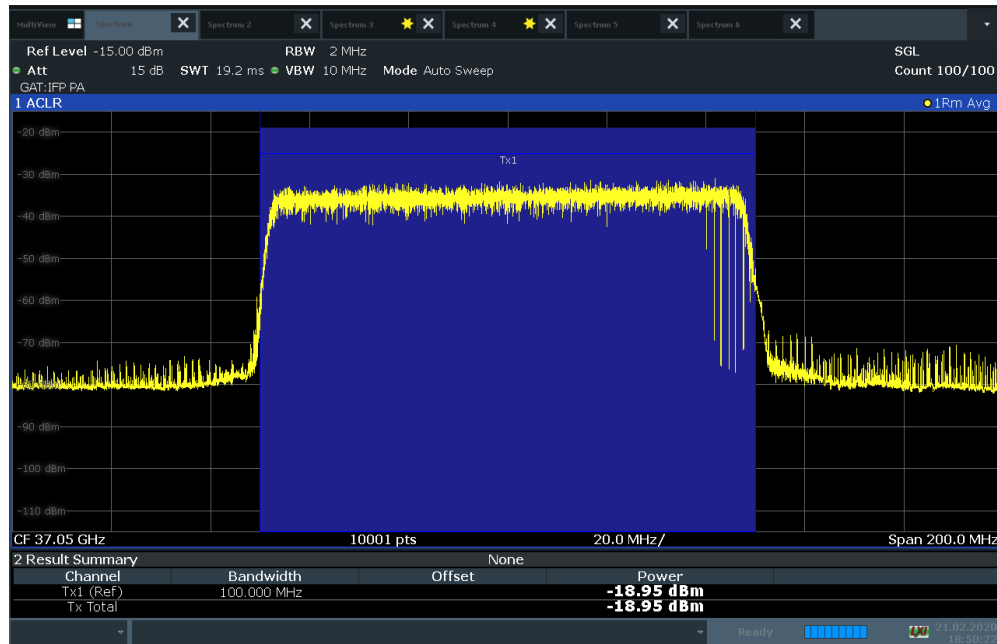 MultiView Spectrum Spectrum 2 Spectrum 3 Spectrum 4 Spectrum 5 Spectrum 6
Ref Level -15.00 dBm RBW 2 MHz SGL
Att 15 dB SWT 19.2 ms VBW 10 MHz Mode Auto Sweep Count 100/100
GAT:IFP PA
1 ACLR 1Rm Avg
-20 dBm
Tx1
-30 dBm
-40 dBm
-50 dBm
-60 dBm
-70 dBm
-90 dBm
-100 dBm
-110 dBm
CF 37.05 GHz 10001 pts 20.0 MHz/ Span 200.0 MHz
2 Result Summary None
Channel Bandwidth Offset Power
Tx1 (Ref) 100.000 MHz -18.95 dBm
Tx Total -18.95 dBm
Ready LXI 21.02.2020
18:50:22